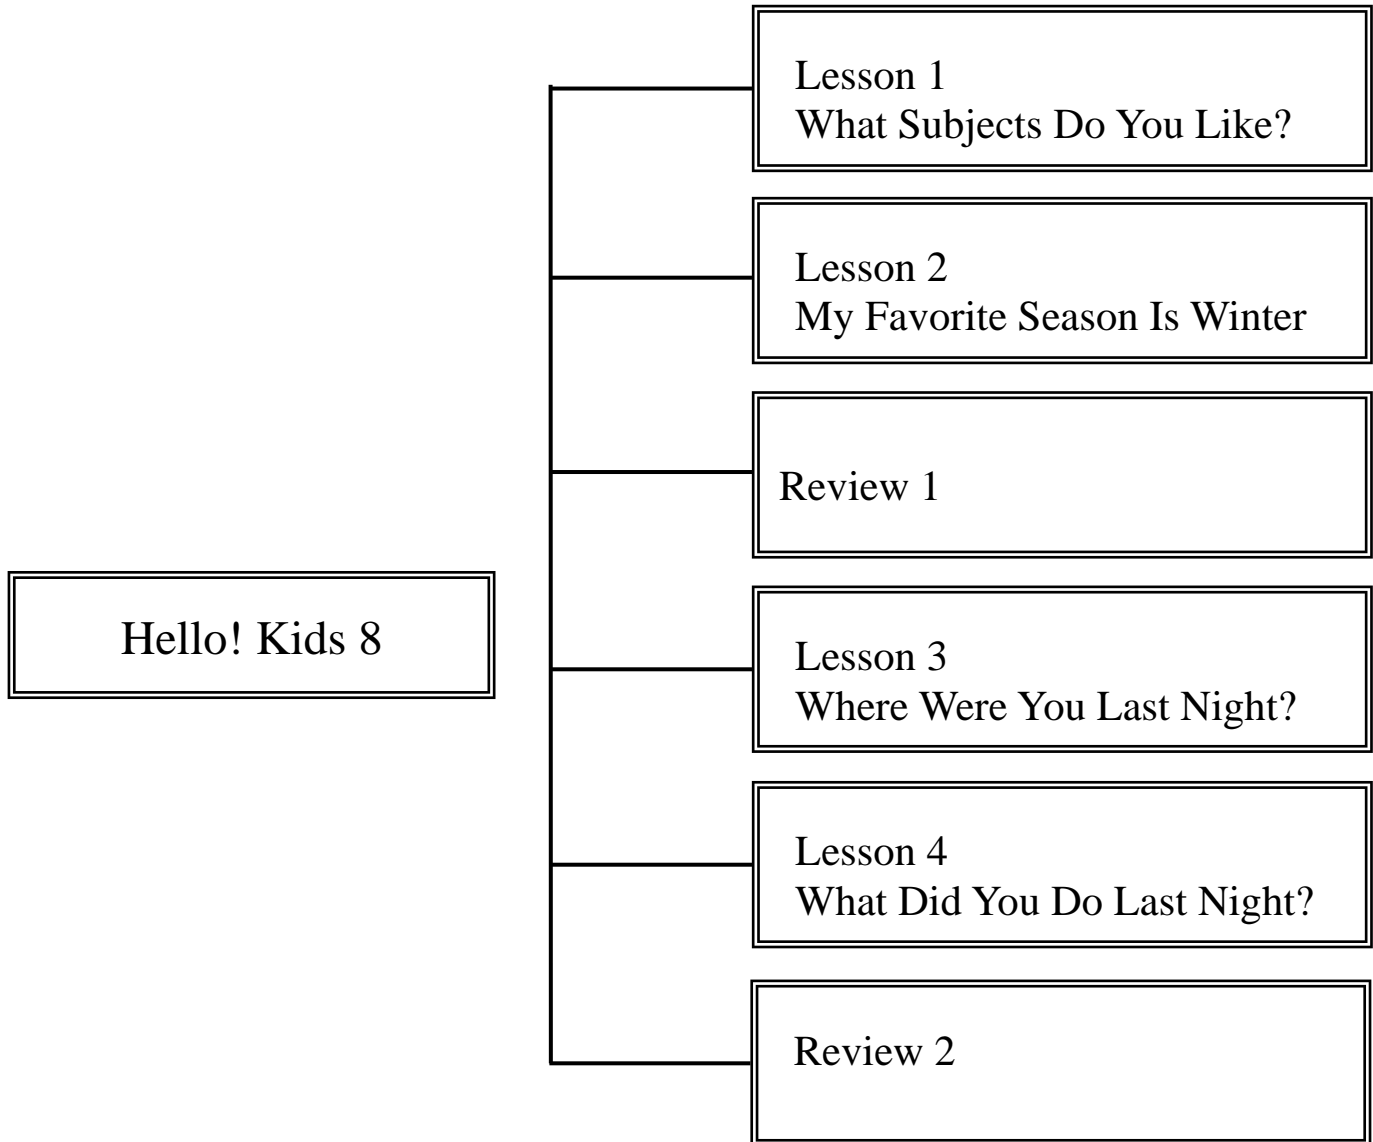 Hello! Kids 8
Lesson 1
What Subjects Do You Like?
Lesson 2
My Favorite Season Is Winter
Review 1
Lesson 3
Where Were You Last Night?
Lesson 4
What Did You Do Last Night?
Review 2